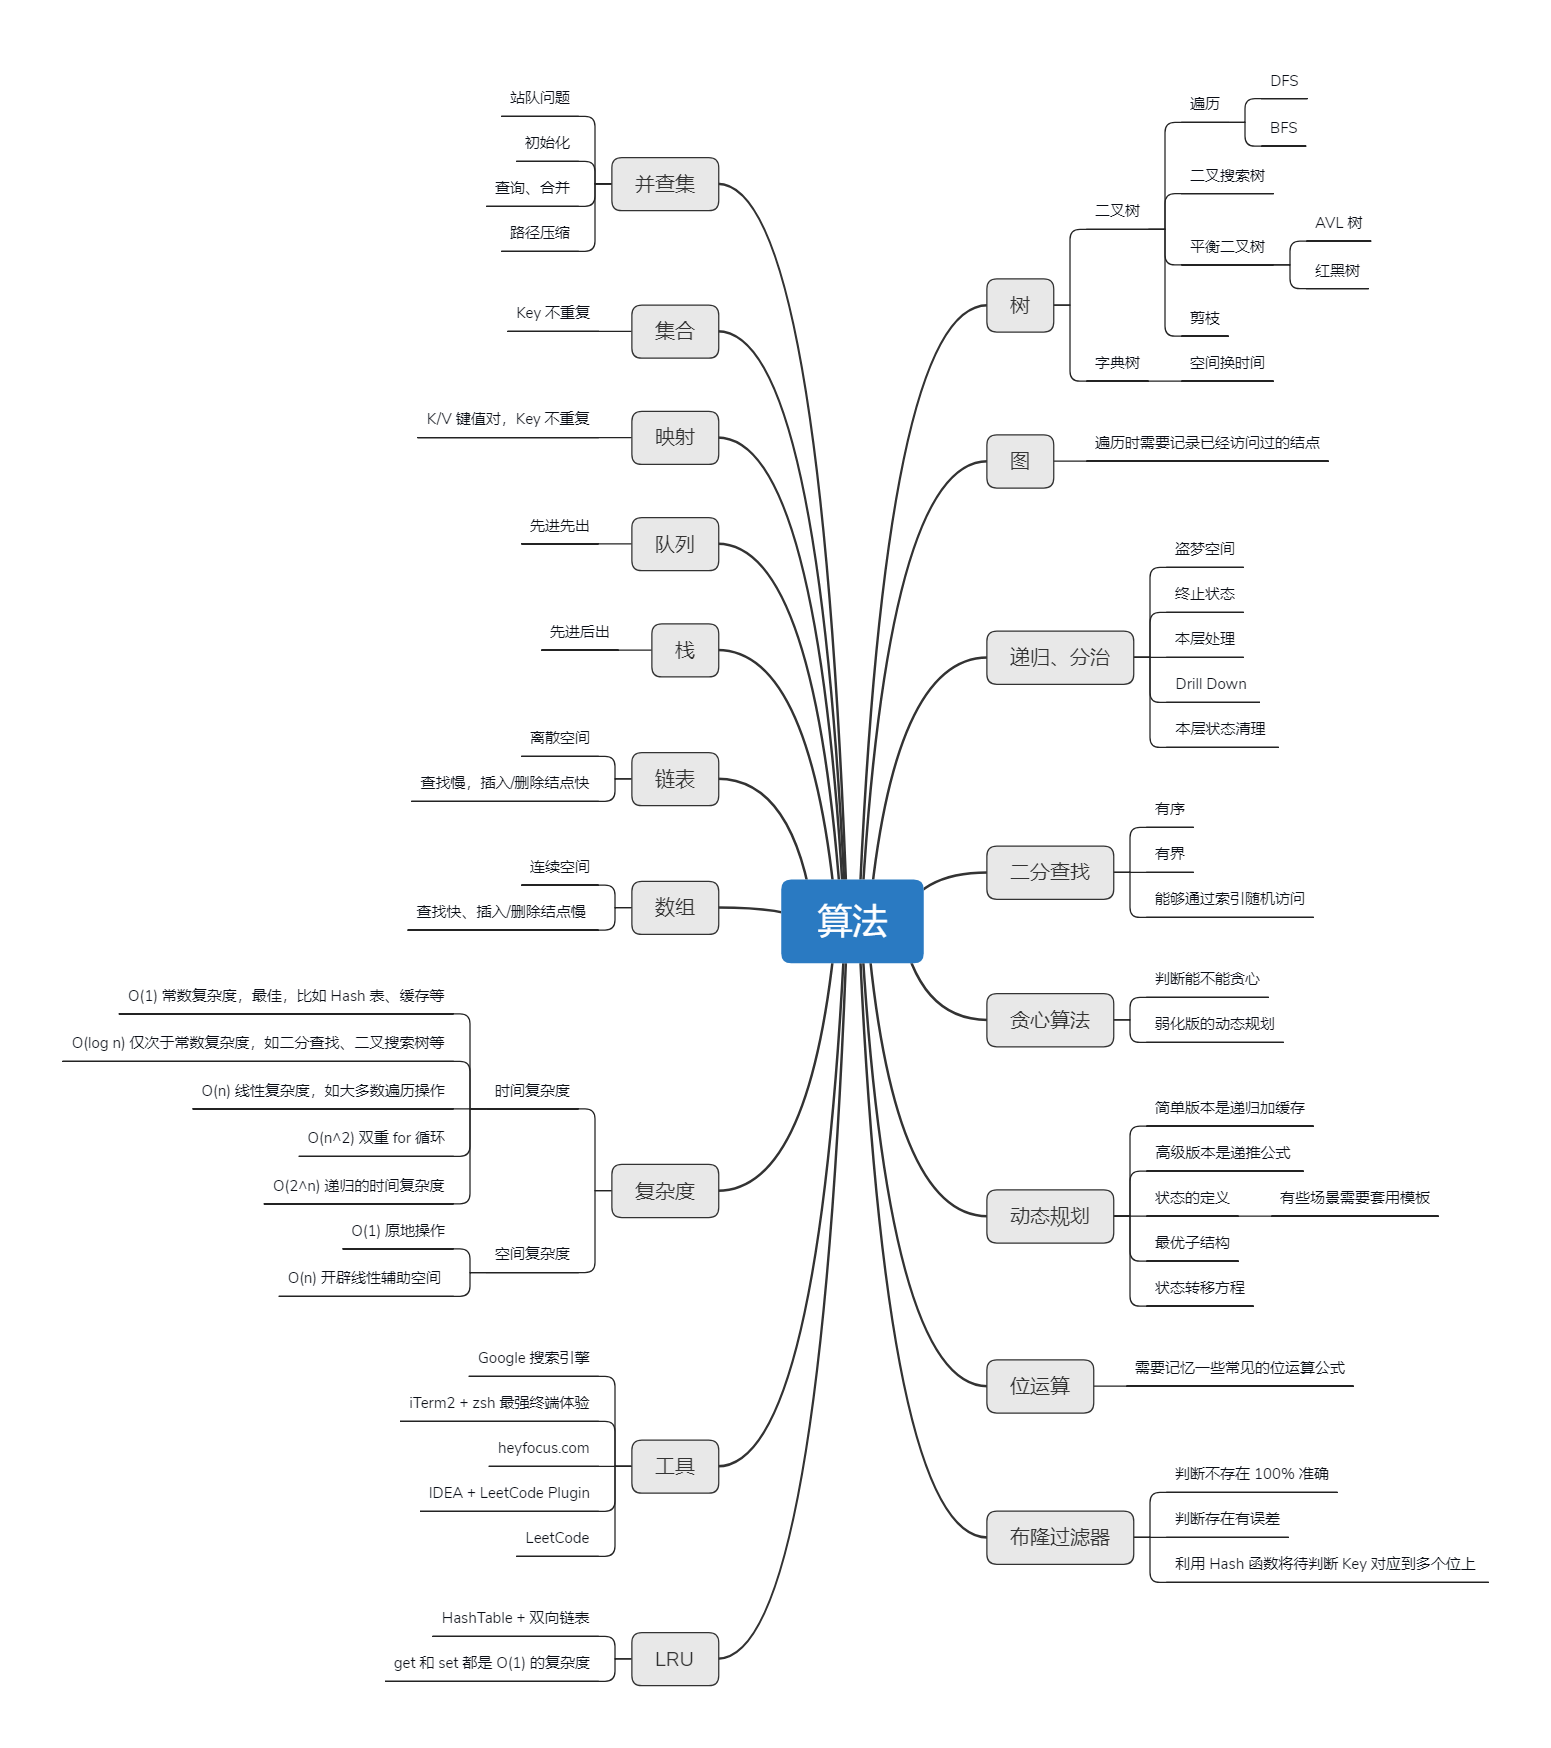 算法
树
二叉树
遍历
DFS
BFS
二叉搜索树
平衡二叉树
AVL 树
红黑树
剪枝
字典树
空间换时间
图
遍历时需要记录已经访问过的结点
递归、分治
盗梦空间
终止状态
本层处理
Drill Down
本层状态清理
二分查找
有序
有界
能够通过索引随机访问
贪心算法
判断能不能贪心
弱化版的动态规划
动态规划
简单版本是递归加缓存
高级版本是递推公式
状态的定义
有些场景需要套用模板
最优子结构
状态转移方程
位运算
需要记忆一些常见的位运算公式
布隆过滤器
判断不存在 100% 准确
判断存在有误差
利用 Hash 函数将待判断 Key 对应到多个位上
并查集
站队问题
初始化
查询、合并
路径压缩
集合
Key 不重复
映射
K/V 键值对，Key 不重复
队列
先进先出
栈
先进后出
链表
离散空间
查找慢，插入/删除结点快
数组
连续空间
查找快、插入/删除结点慢
复杂度
时间复杂度
O(1) 常数复杂度，最佳，比如 Hash 表、缓存等
O(log n) 仅次于常数复杂度，如二分查找、二叉搜索树等
O(n) 线性复杂度，如大多数遍历操作
O(n^2) 双重 for 循环
O(2^n) 递归的时间复杂度
空间复杂度
O(1) 原地操作
O(n) 开辟线性辅助空间
工具
Google 搜索引擎
iTerm2 + zsh 最强终端体验
heyfocus.com
IDEA + LeetCode Plugin
LeetCode
LRU
HashTable + 双向链表
get 和 set 都是 O(1) 的复杂度